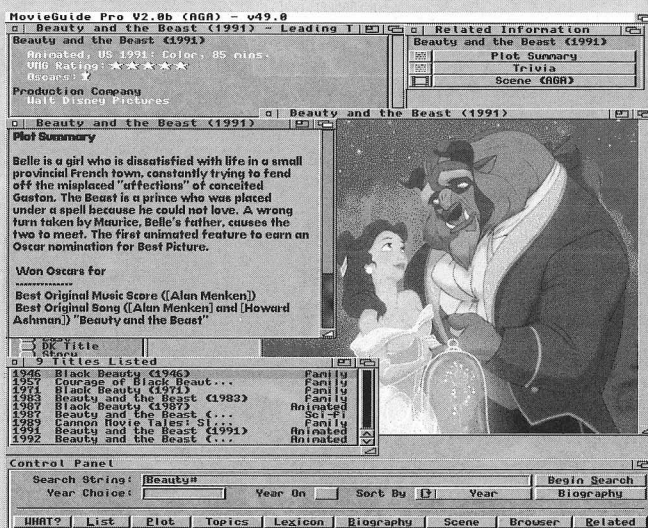 MovieGuide Pro V2.0b (AGA) - v49.0
Beauty and the Beast (1991) - Leading T
Beauty and the Beast (1991)
Animated, US 1991: Color, 85 mins.
VMG Rating: ★★★★★
Oscars:
Production Company
Walt Disney Pictures
Related Information
Beauty and the Beast (1991)
Plot Summary
Trivia
Scene (AGA)
Beauty and the Beast (1991)
Beauty and the Beast (1991)
Plot Summary
Belle is a girl who is dissatisfied with life in a small
provincial French town, constantly trying to fend
off the misplaced "affections" of conceited
Gaston. The Beast is a prince who was placed
under a spell because he could not love. A wrong
turn taken by Maurice, Belle's father, causes the
two to meet. The first animated feature to earn an
Oscar nomination for Best Picture.
Won Oscars for
--------------
Best Original Music Score ([Alan Menken])
Best Original Song ([Alan Menken] and [Howard
Ashman]) "Beauty and the Beast"
DK Title
Story
9 Titles Listed
1946 Black Beauty (1946) Family
1957 Courage of Black Beaut... Family
1971 Black Beauty (1971) Family
1983 Beauty and the Beast (1983) Family
1987 Black Beauty (1987) Animated
1987 Beauty and the Beast (... Sci-Fi
1989 Cannon Movie Tales: Sl... Family
1991 Beauty and the Beast (1991) Animated
1992 Beauty and the Beast (... Animated
Control Panel
Search String: Beauty# Begin Search
Year Choice: Year On Sort By Year Biography
WHAT? List Plot Topics Lexicon Biography Scene Browser Related